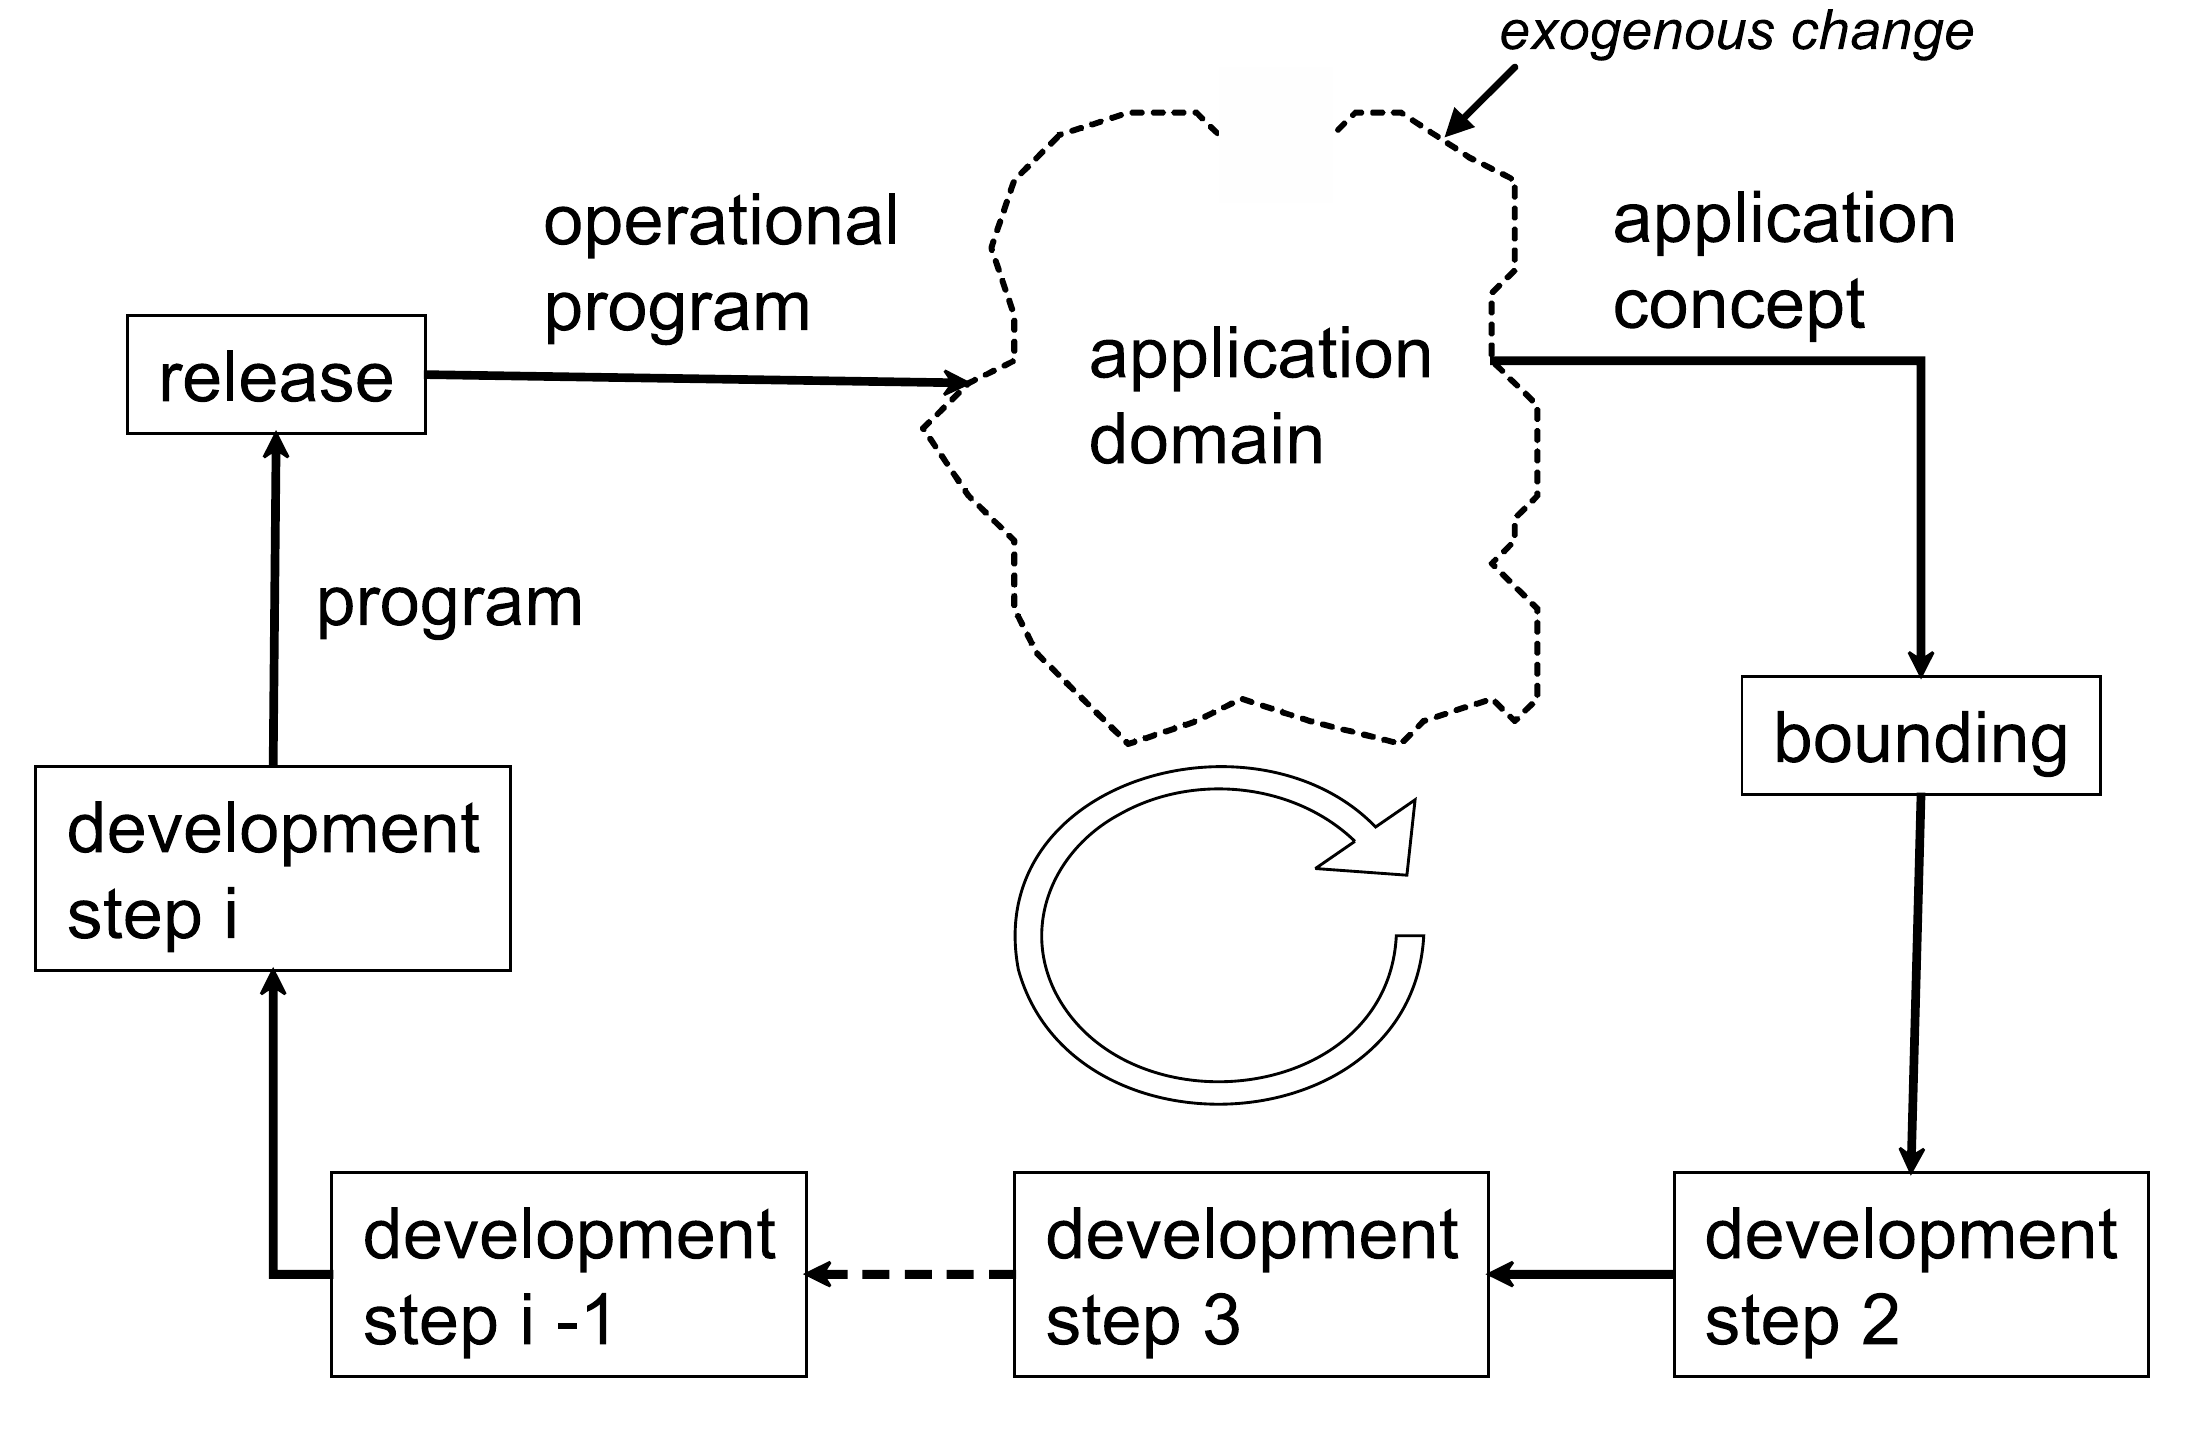 exogenous change
operational
program
application
concept
release
application
domain
program
bounding
development
step i
development
step i -1
development
step 3
development
step 2